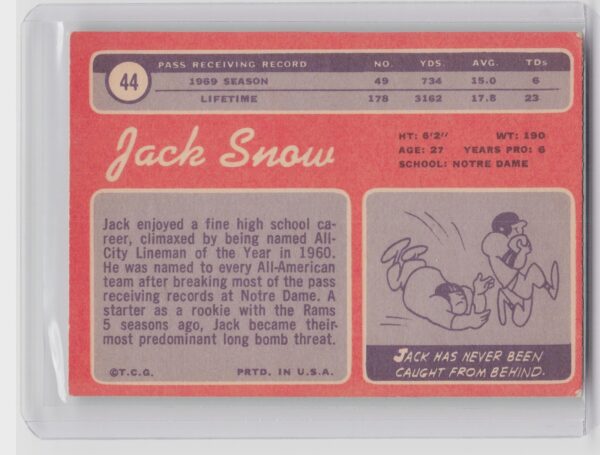 44
PASS RECEIVING RECORD NO. YDS. AVG. TDs
1969 SEASON 49 734 15.0 6
LIFETIME 178 3162 17.8 23
Jack Snow
HT: 6'2" WT: 190
AGE: 27 YEARS PRO: 6
SCHOOL: NOTRE DAME
Jack enjoyed a fine high school ca-
reer, climaxed by being named All-
City Lineman of the Year in 1960.
He was named to every All-American
team after breaking most of the pass
receiving records at Notre Dame. A
starter as a rookie with the Rams
5 seasons ago, Jack became their
most predominant long bomb threat.
©T.C.G. PRTD. IN U.S.A.
JACK HAS NEVER BEEN
CAUGHT FROM BEHIND.